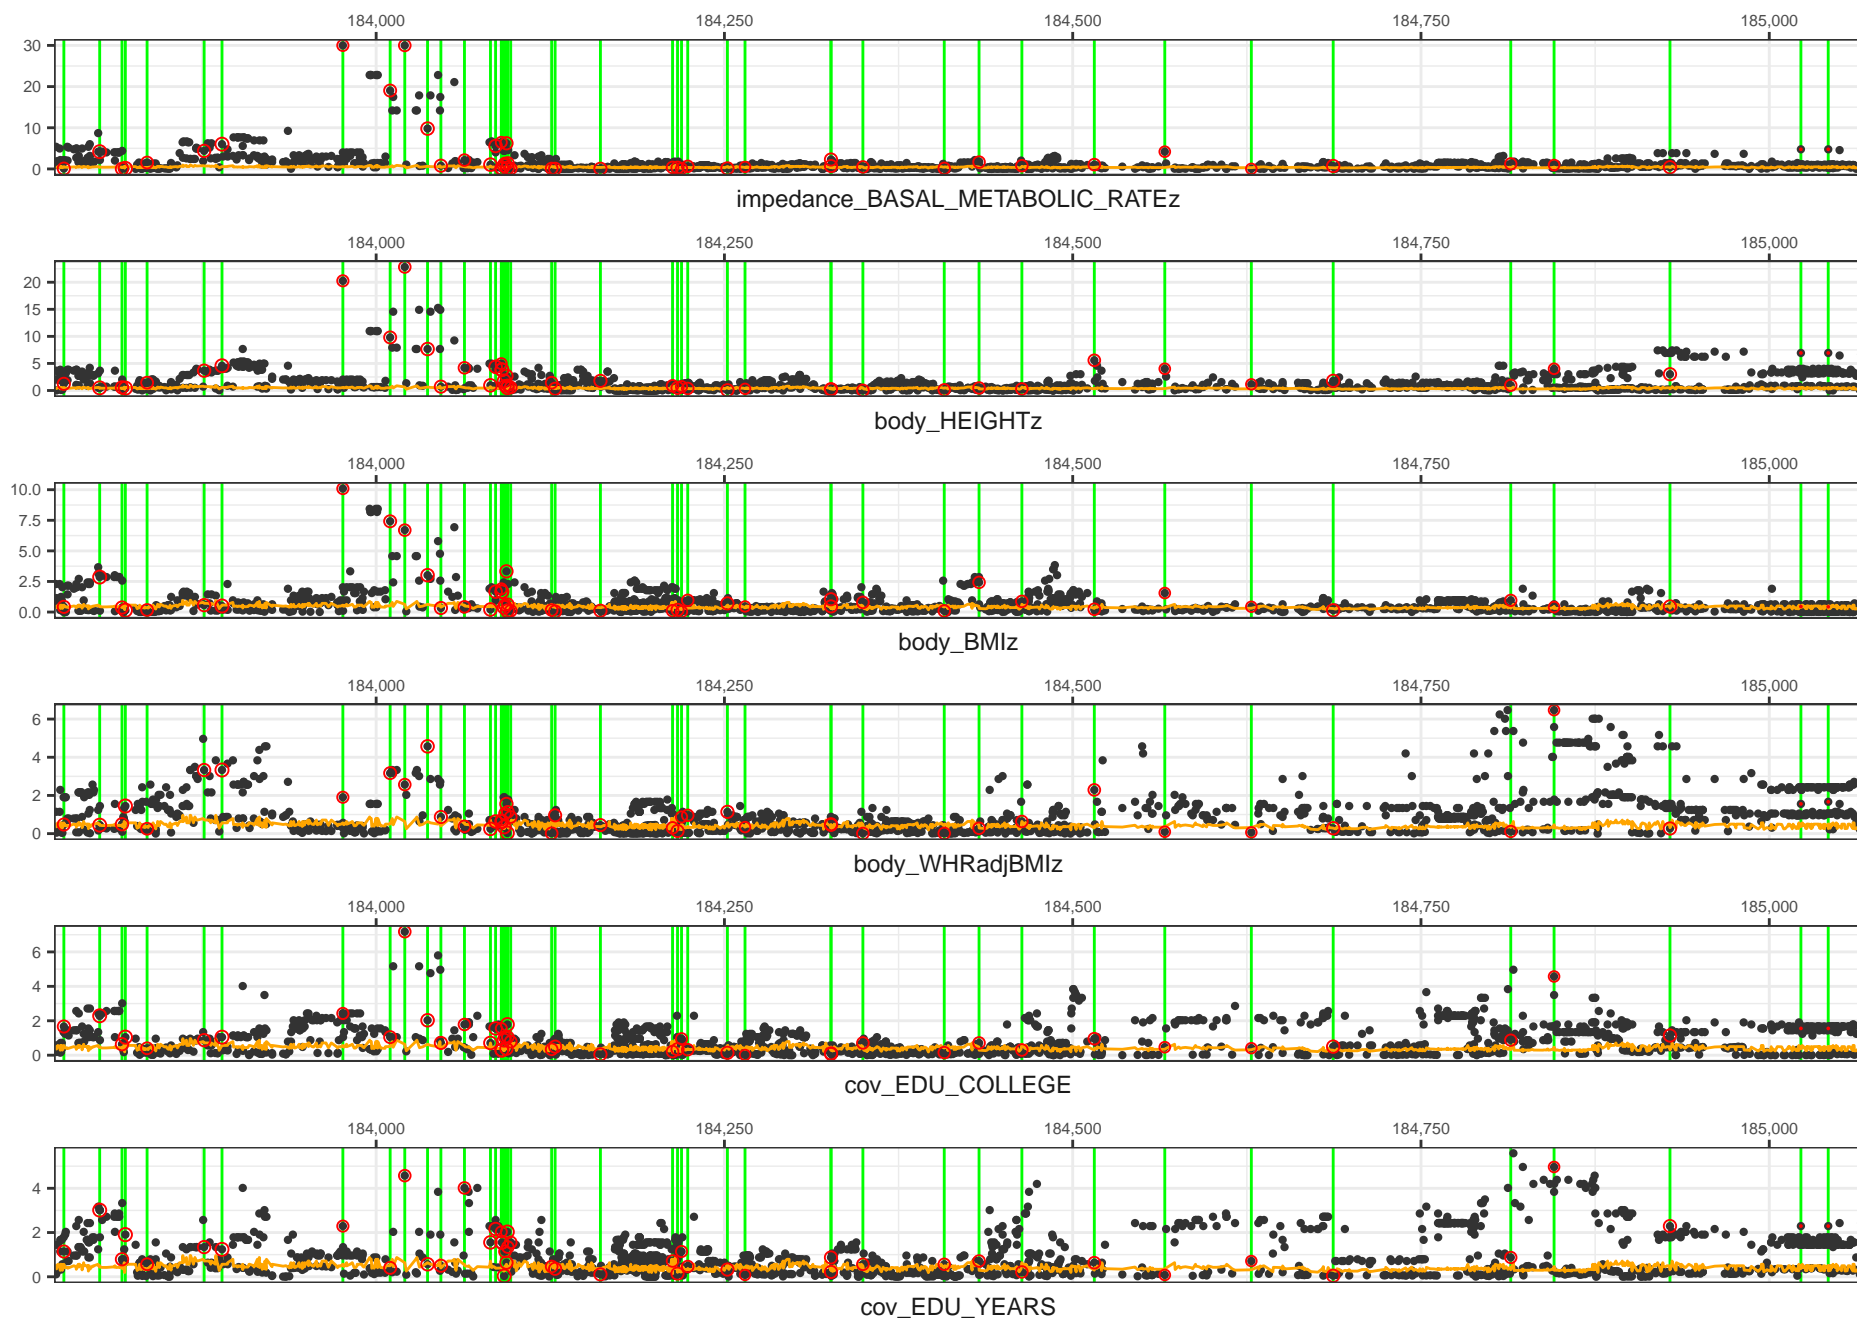 184,000 184,250 184,500 184,750 185,000
30
20
10
0
impedance_BASAL_METABOLIC_RATEz
184,000 184,250 184,500 184,750 185,000
20
15
10
5
0
body_HEIGHTz
184,000 184,250 184,500 184,750 185,000
10.0
7.5
5.0
2.5
0.0
body_BMIz
184,000 184,250 184,500 184,750 185,000
6
4
2
0
body_WHRadjBMIz
184,000 184,250 184,500 184,750 185,000
6
4
2
0
cov_EDU_COLLEGE
184,000 184,250 184,500 184,750 185,000
4
2
0
cov_EDU_YEARS